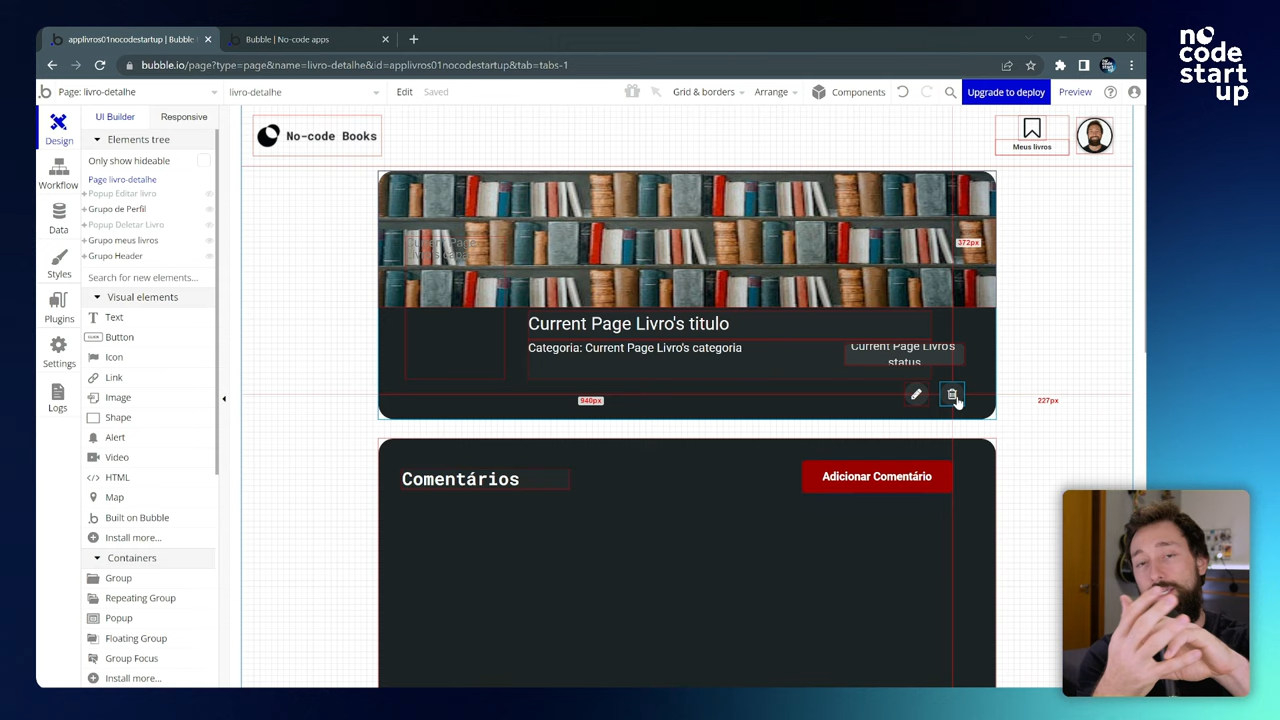 no
code
start
up
applivros01nocodestartup | Bubble
Bubble | No-code apps
bubble.io/page?type=page&name=livro-detalhe&id=applivros01nocodestartup&tab=tabs-1
Page: livro-detalhe
livro-detalhe
Edit
Saved
Grid & borders
Arrange
Components
Upgrade to deploy
Preview
Design
Workflow
Data
Styles
Plugins
Settings
Logs
UI Builder
Responsive
Elements tree
Only show hideable
Page livro-detalhe
Popup Editar livro
Grupo de Perfil
Popup Deletar Livro
Grupo meus livros
Grupo Header
Search for new elements...
Visual elements
Text
Button
Icon
Link
Image
Shape
Alert
Video
HTML
Map
Built on Bubble
Install more...
Containers
Group
Repeating Group
Popup
Floating Group
Group Focus
Install more...
No-code Books
Meus livros
Current Page
372px
Current Page Livro's titulo
Categoria: Current Page Livro's categoria
Current Page Livro's
status
940px
227px
Comentários
Adicionar Comentário